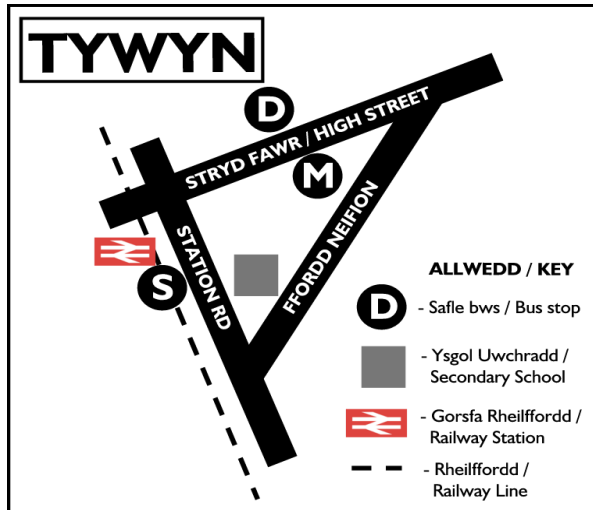 TYWYN
D
STRYD FAWR / HIGH STREET
M
FFORDD NEIFION
STATION RD
S
ALLWEDD / KEY
D - Safle bws / Bus stop
- Ysgol Uwchradd /
Secondary School
- Gorsfa Rheilffordd /
Railway Station
- Rheilffordd /
Railway Line